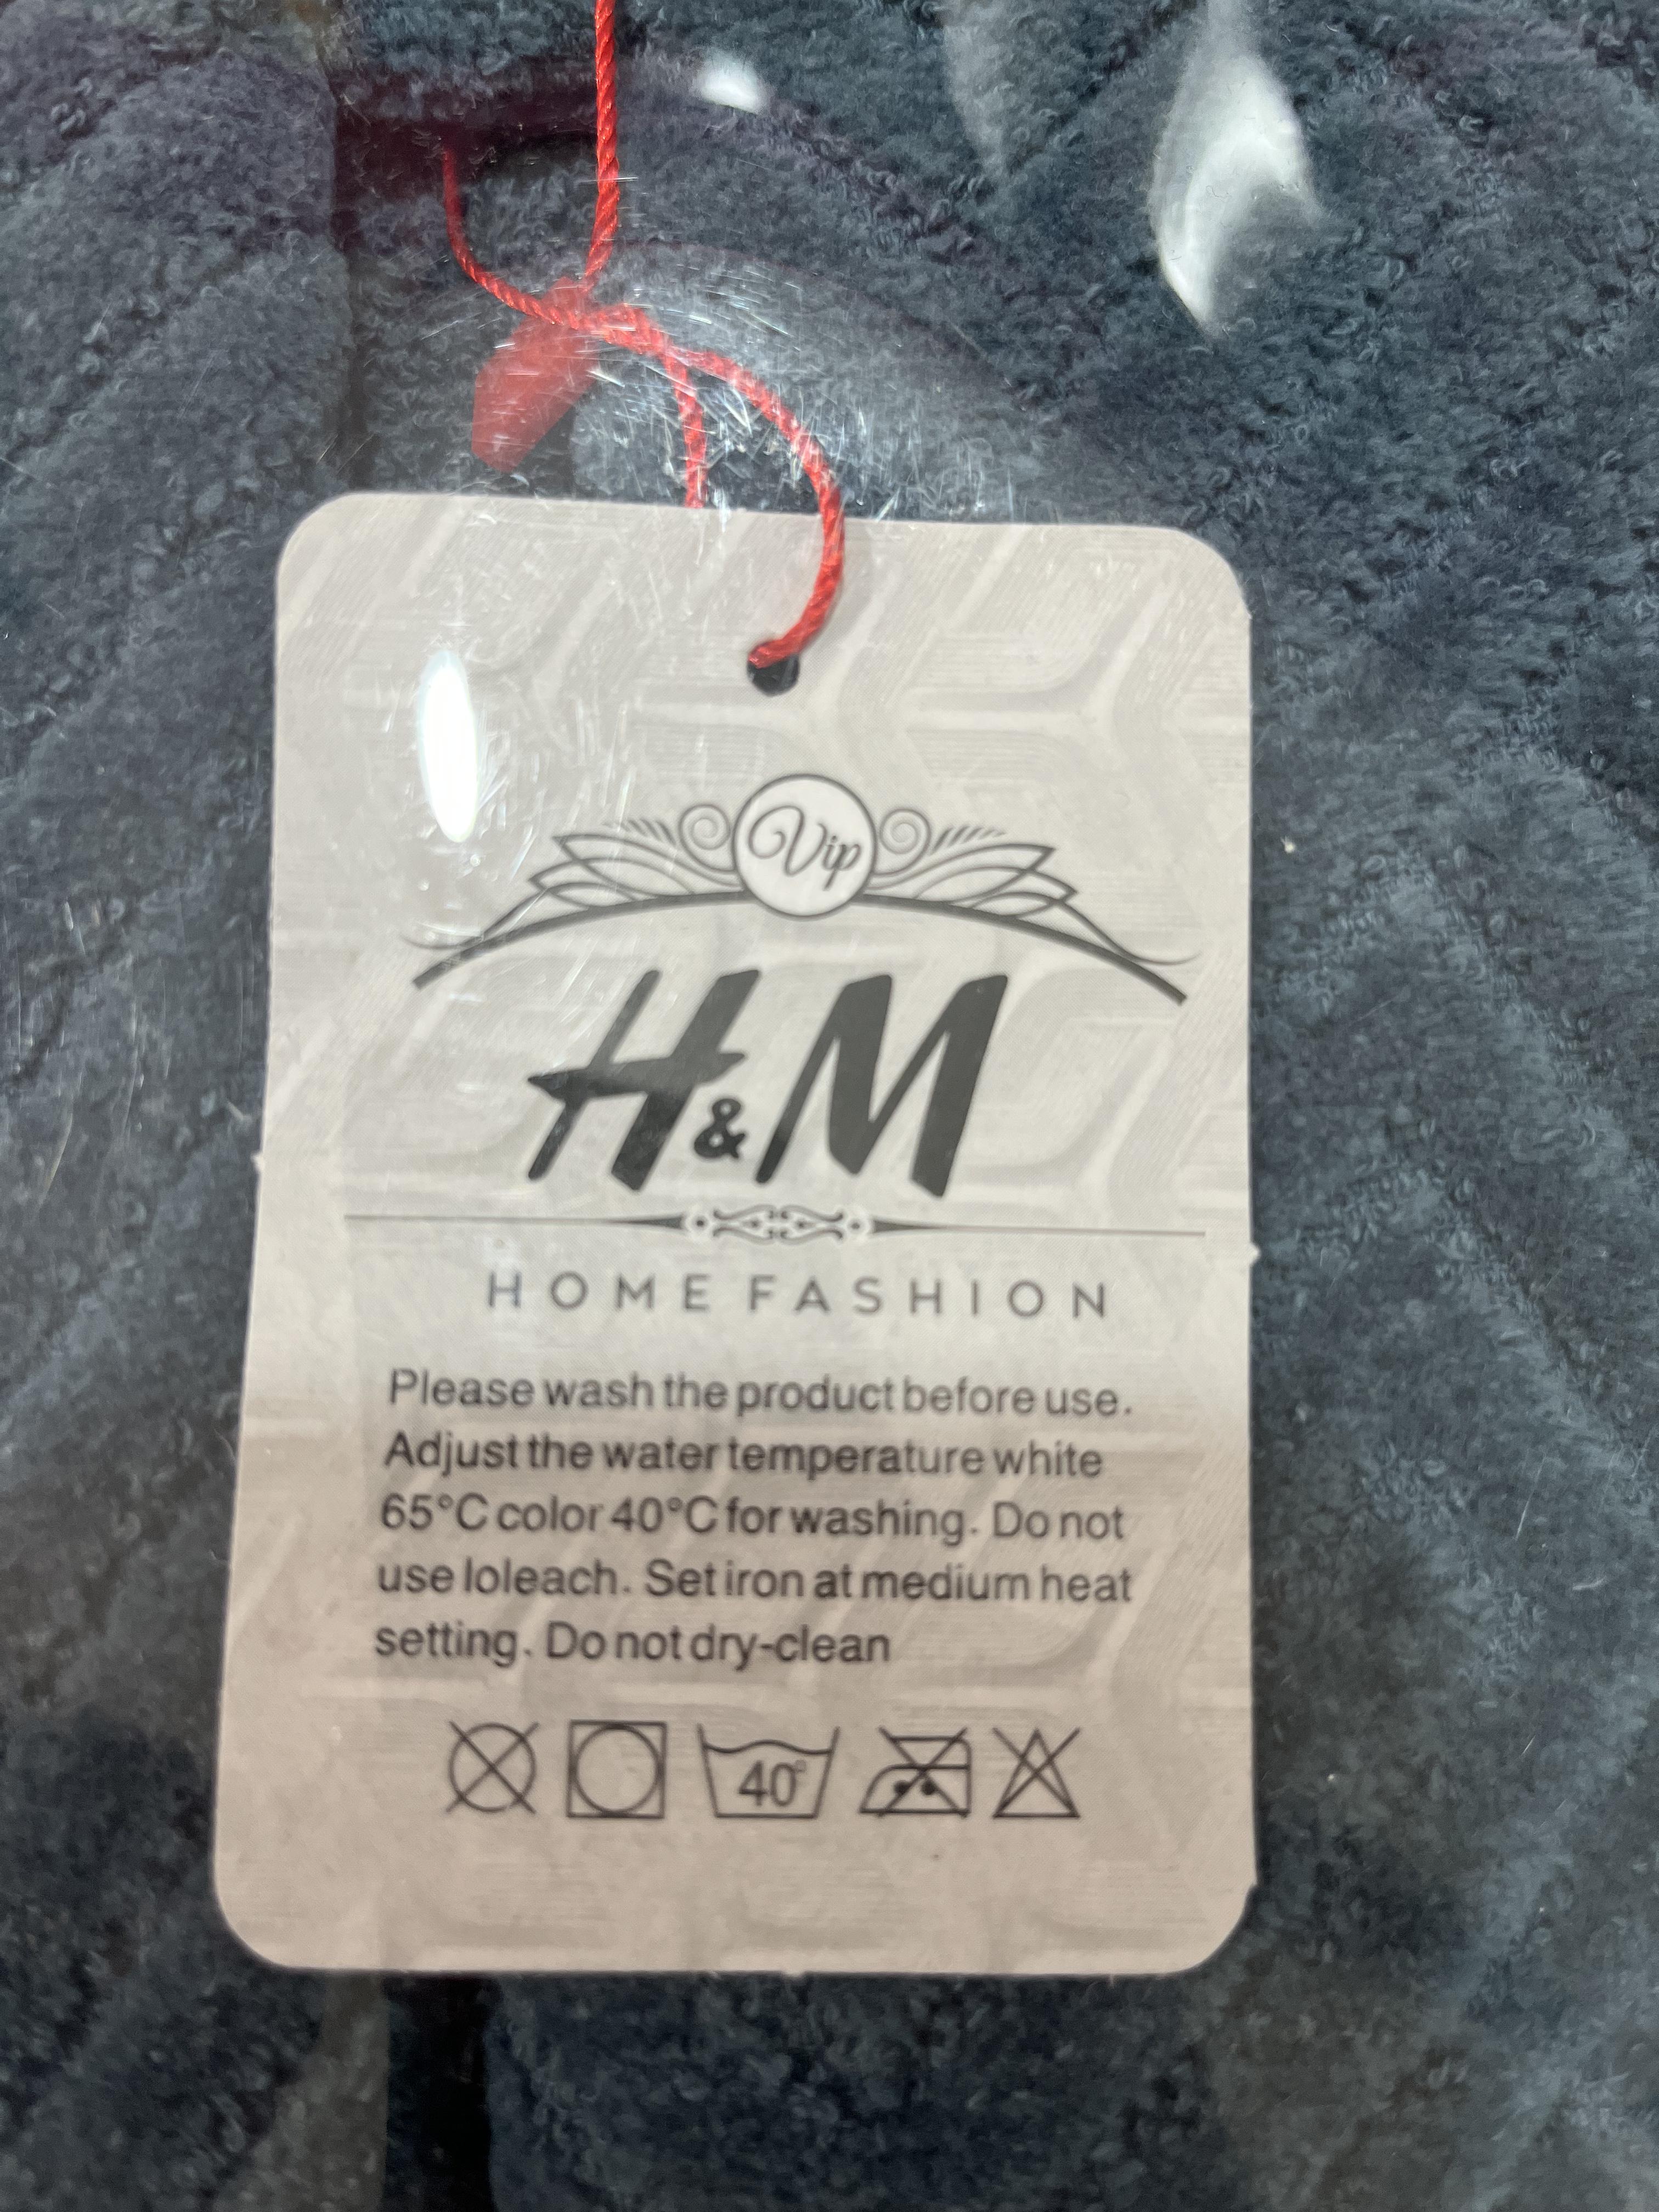 Vip
H&M
HOME FASHION
Please wash the product before use.
Adjust the water temperature white
65°C color 40°C for washing. Do not
use loleach. Set iron at medium heat
setting. Do not dry-clean
40°